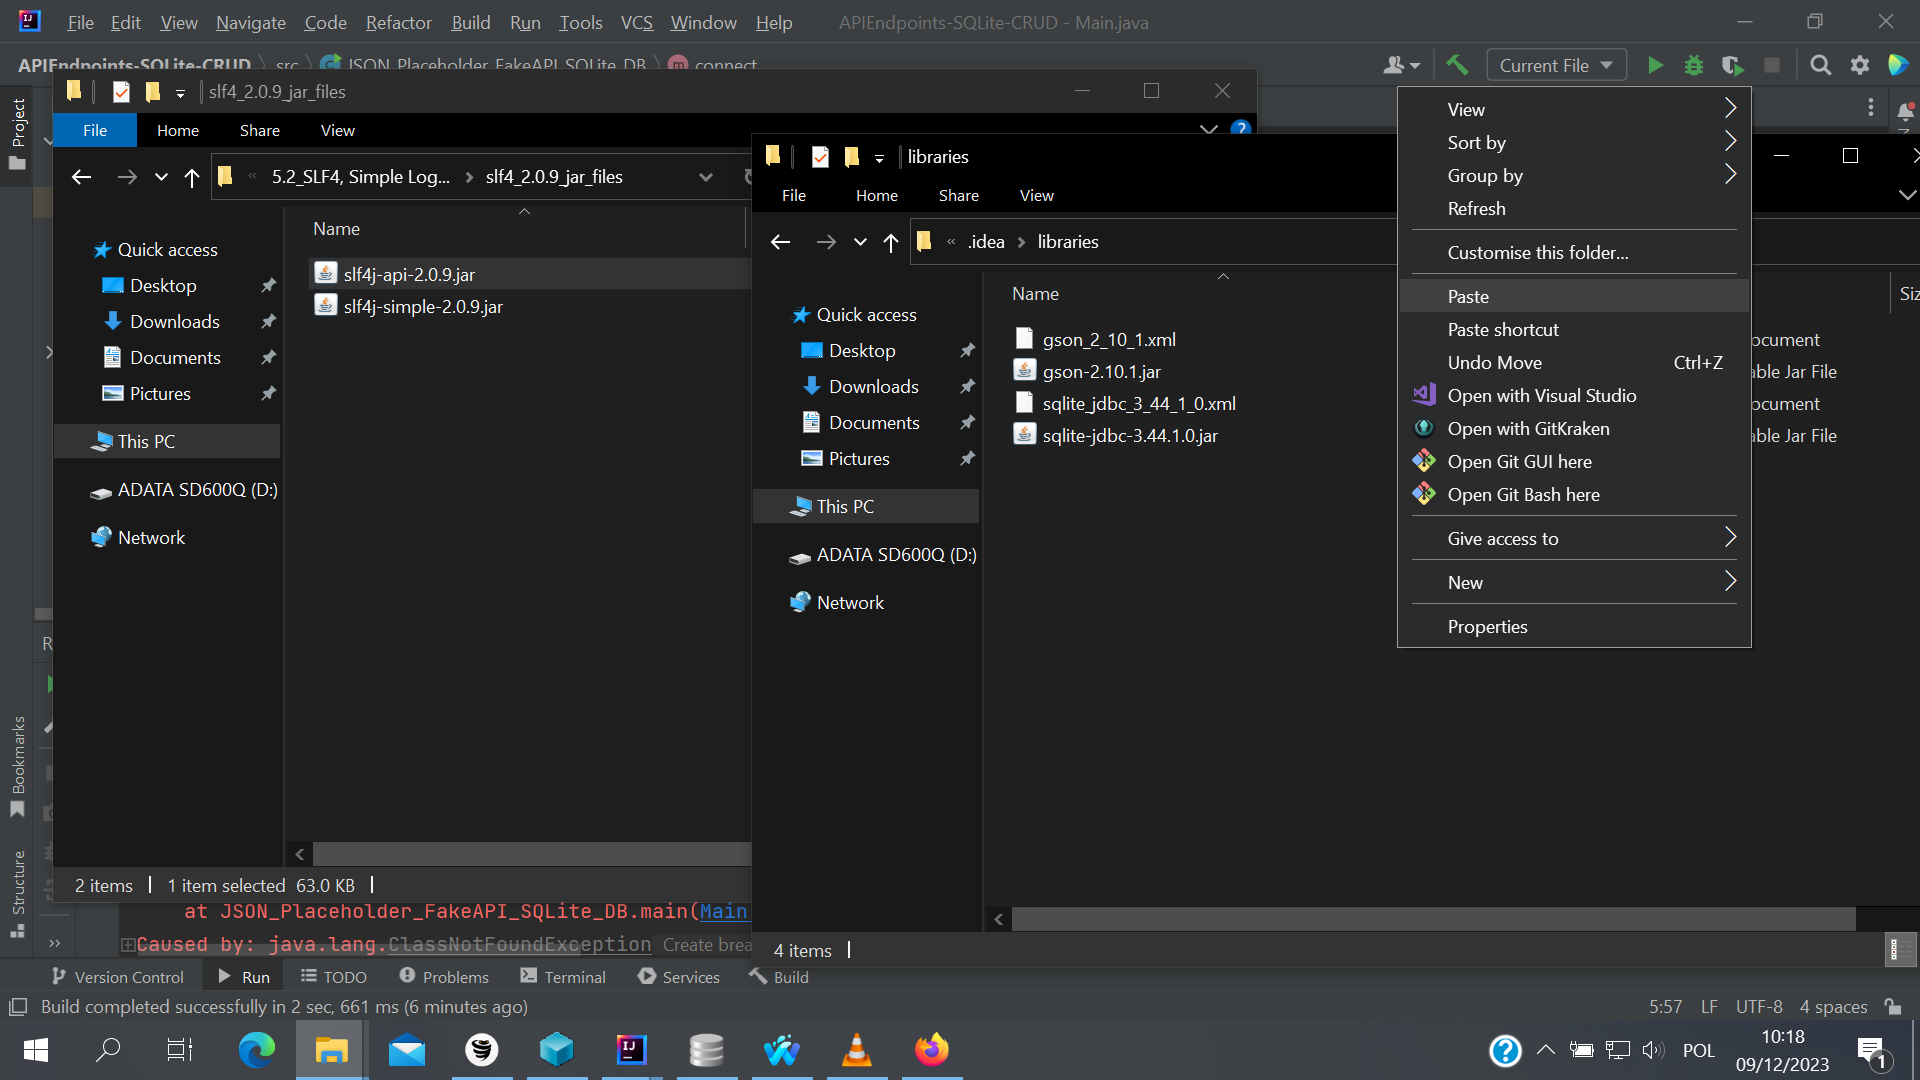 File Edit View Navigate Code Refactor Build Run Tools VCS Window Help APIEndpoints-SQLite-CRUD - Main.java
APIEndpoints-SQLite-CRUD src JSON_Placeholder_FakeAPI_SQLite_DB connect
Current File
Project
Bookmarks
Structure
slf4_2.0.9_jar_files
File Home Share View
5.2_SLF4, Simple Log... slf4_2.0.9_jar_files
Name
Quick access
Desktop
Downloads
Documents
Pictures
This PC
ADATA SD600Q (D:)
Network
slf4j-api-2.0.9.jar
slf4j-simple-2.0.9.jar
2 items 1 item selected 63.0 KB
libraries
File Home Share View
.idea libraries
Name
Siz
Quick access
Desktop
Downloads
Documents
Pictures
This PC
ADATA SD600Q (D:)
Network
gson_2_10_1.xml
ocument
gson-2.10.1.jar
able Jar File
sqlite_jdbc_3_44_1_0.xml
ocument
sqlite-jdbc-3.44.1.0.jar
able Jar File
4 items
View
Sort by
Group by
Refresh
Customise this folder...
Paste
Paste shortcut
Undo Move Ctrl+Z
Open with Visual Studio
Open with GitKraken
Open Git GUI here
Open Git Bash here
Give access to
New
Properties
R
at JSON_Placeholder_FakeAPI_SQLite_DB.main(Main
Caused by: java.lang.ClassNotFoundException Create brea
Version Control Run TODO Problems Terminal Services Build
Build completed successfully in 2 sec, 661 ms (6 minutes ago)
5:57 LF UTF-8 4 spaces
POL
10:18
09/12/2023
1